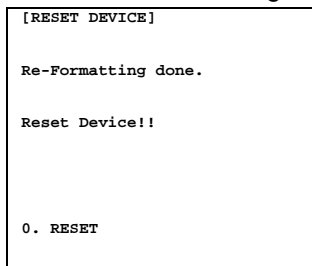 [RESET DEVICE]
Re-Formatting done.
Reset Device!!
0. RESET